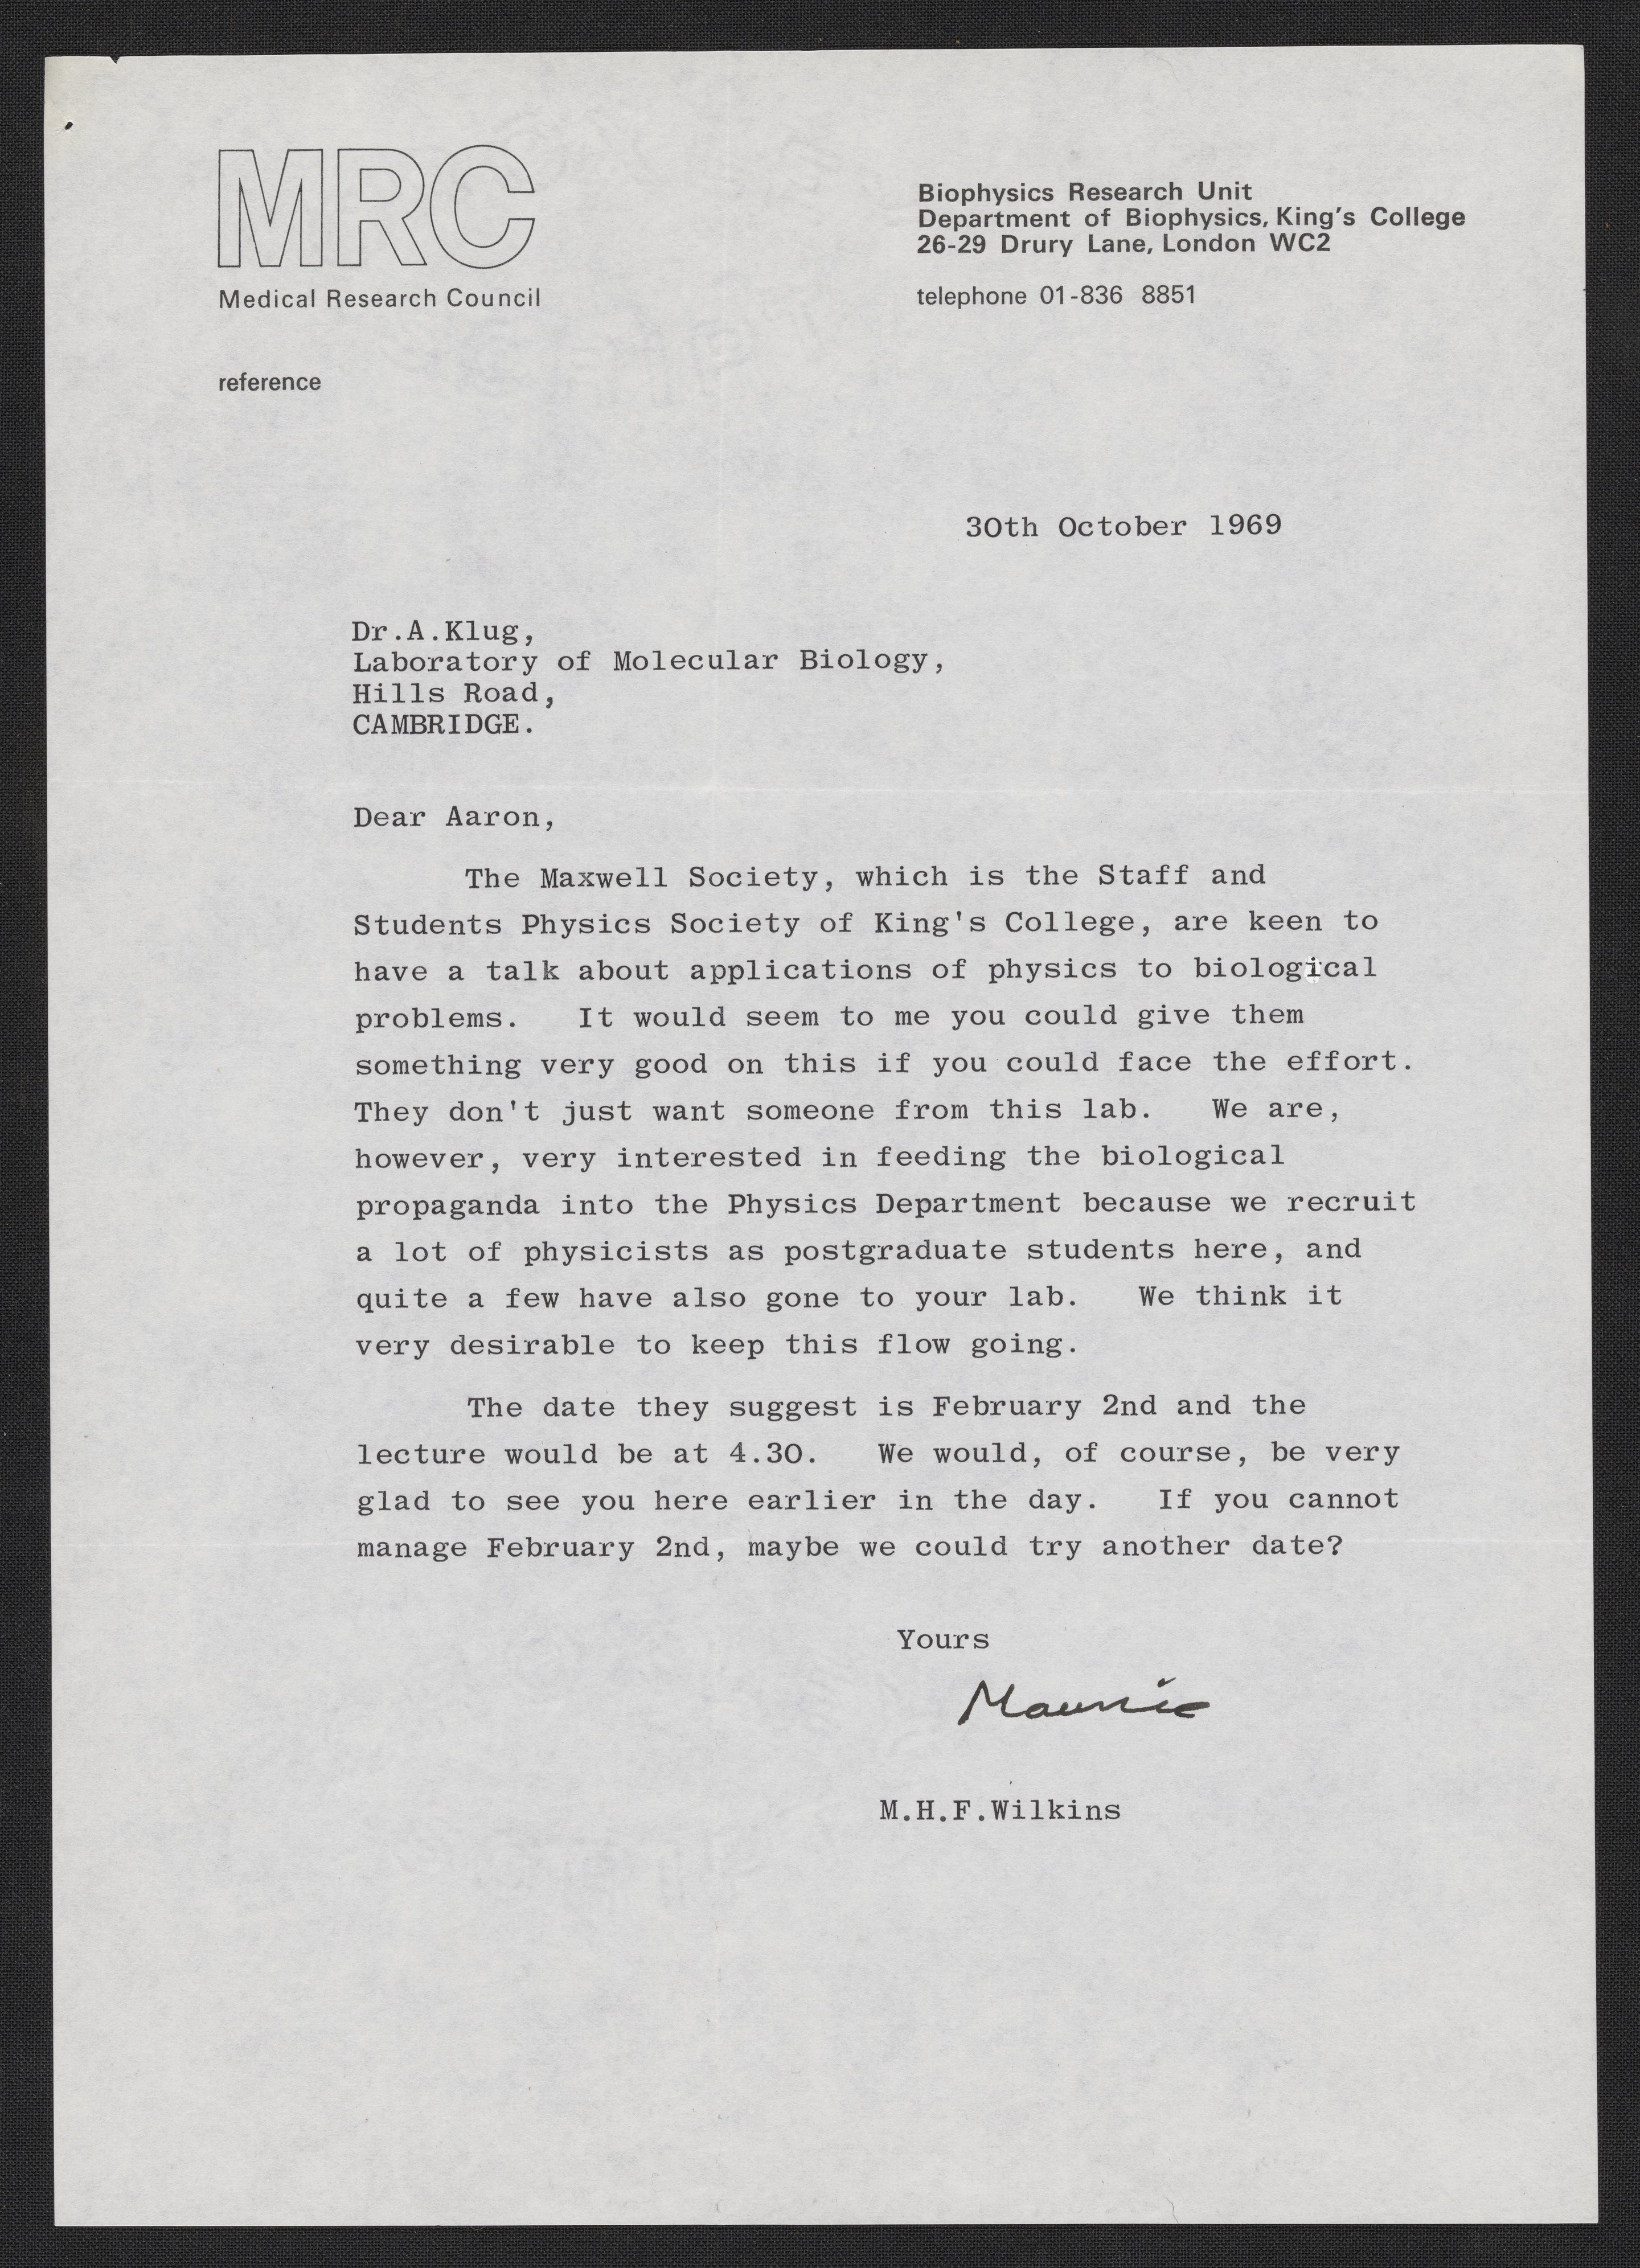 MRC
Medical Research Council
Biophysics Research Unit
Department of Biophysics, King's College
26-29 Drury Lane, London WC2
telephone 01-836 8851
reference
30th October 1969
Dr.A.Klug,
Laboratory of Molecular Biology,
Hills Road,
CAMBRIDGE.
Dear Aaron,
The Maxwell Society, which is the Staff and
Students Physics Society of King's College, are keen to
have a talk about applications of physics to biological
problems.   It would seem to me you could give them
something very good on this if you could face the effort.
They don't just want someone from this lab.   We are,
however, very interested in feeding the biological
propaganda into the Physics Department because we recruit
a lot of physicists as postgraduate students here, and
quite a few have also gone to your lab.   We think it
very desirable to keep this flow going.
The date they suggest is February 2nd and the
lecture would be at 4.30.   We would, of course, be very
glad to see you here earlier in the day.   If you cannot
manage February 2nd, maybe we could try another date?
Yours
Maurice
M.H.F.Wilkins